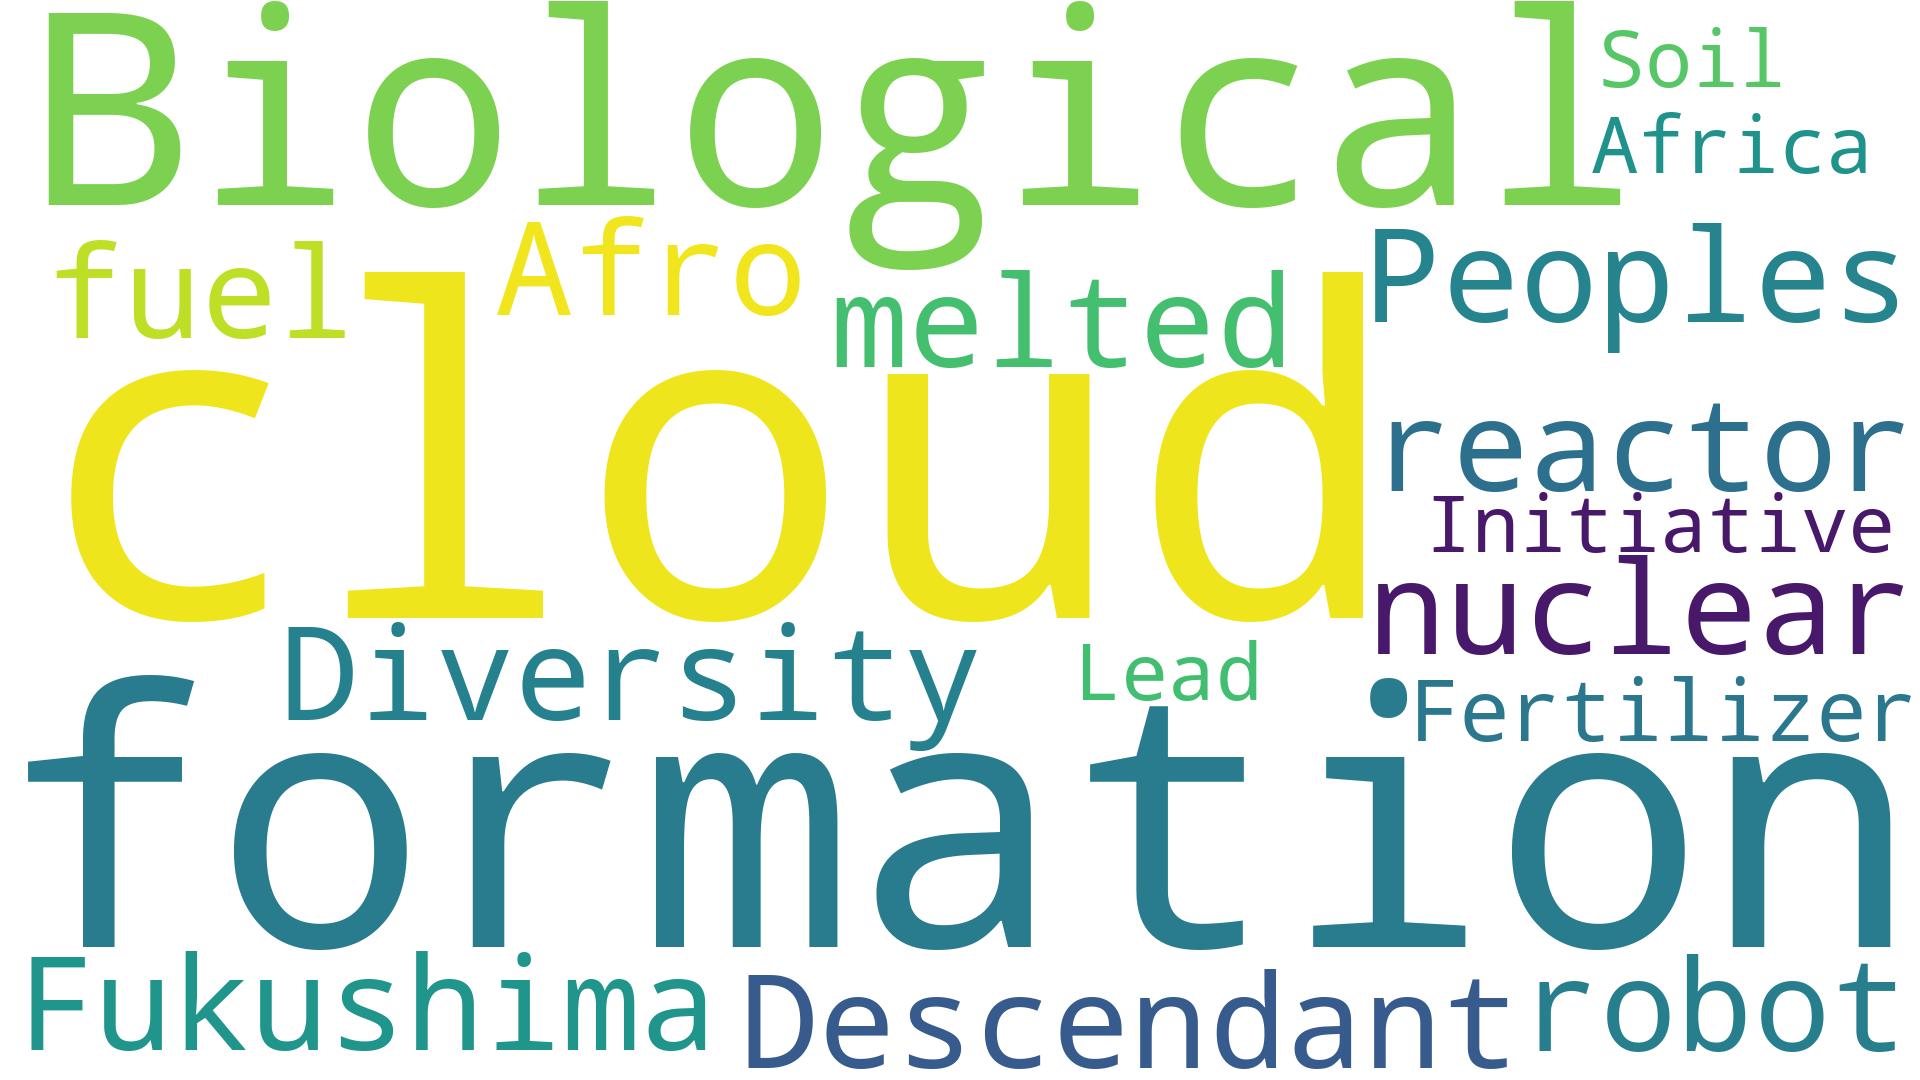 Biological
Soil
Africa
fuel
Afro
melted
Peoples
cloud
reactor
Initiative
nuclear
Diversity
Lead
Fertilizer
formation
Fukushima
Descendant
robot